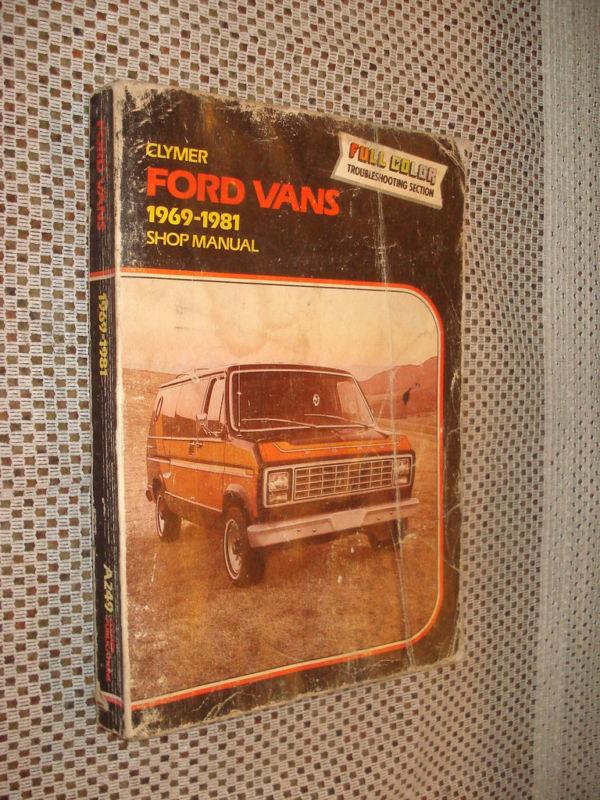 CLYMER
FORD VANS
1969-1981
SHOP MANUAL
FULL COLOR
TROUBLESHOOTING SECTION
FORD VANS
1969-1981
A249